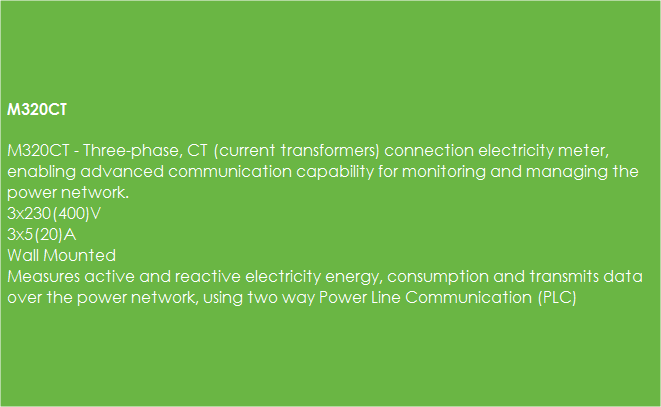 M320CT
M320CT - Three-phase, CT (current transformers) connection electricity meter,
enabling advanced communication capability for monitoring and managing the
power network.
3x230(400)V
3x5(20)A
Wall Mounted
Measures active and reactive electricity energy, consumption and transmits data
over the power network, using two way Power Line Communication (PLC)